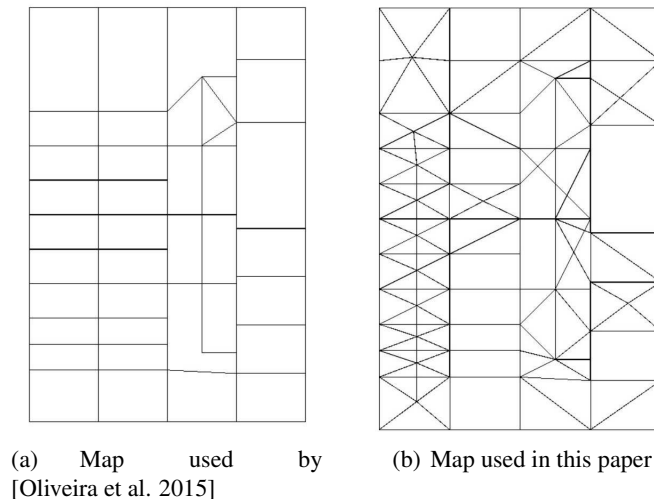 (a) Map used by
[Oliveira et al. 2015]
(b) Map used in this paper